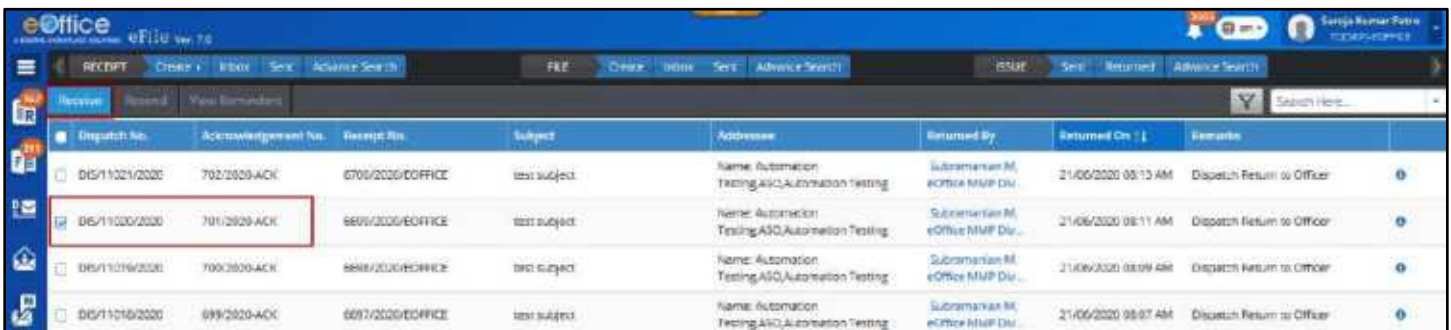 eOffice eFile Ver. 7.0
RECEIPT Create Inbox Sent Advance Search FILE Create Inbox Sent Advance Search ISSUE Sent Returned Advance Search
Receive Resend View Reminders Search Here...
Dispatch No. Acknowledgement No. Receipt No. Subject Addressee Returned By Returned On Remarks
DIS/11021/2020 702/2020-ACK 6700/2020/EOFFICE test subject Name: Automation Testing,ASO,Automation Testing Subramanian M, eOffice MMP Div... 21/06/2020 08:13 AM Dispatch Return to Officer
DIS/11020/2020 701/2020-ACK 6699/2020/EOFFICE test subject Name: Automation Testing,ASO,Automation Testing Subramanian M, eOffice MMP Div... 21/06/2020 08:11 AM Dispatch Return to Officer
DIS/11019/2020 700/2020-ACK 6698/2020/EOFFICE test subject Name: Automation Testing,ASO,Automation Testing Subramanian M, eOffice MMP Div... 21/06/2020 08:09 AM Dispatch Return to Officer
DIS/11018/2020 699/2020-ACK 6697/2020/EOFFICE test subject Name: Automation Testing,ASO,Automation Testing Subramanian M, eOffice MMP Div... 21/06/2020 08:07 AM Dispatch Return to Officer